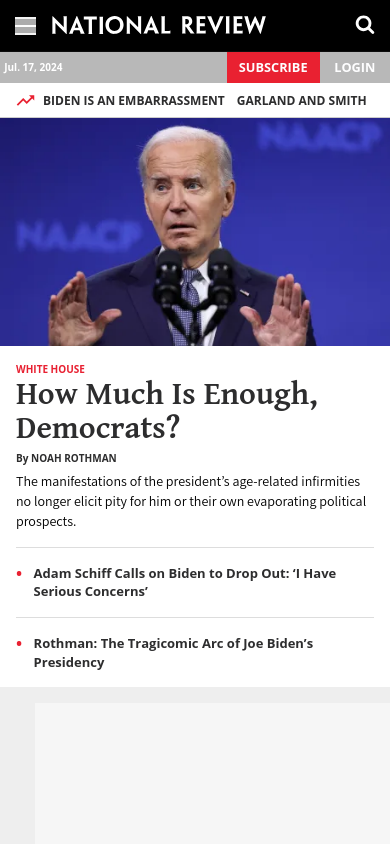 NATIONAL REVIEW
Jul. 17, 2024
SUBSCRIBE
LOGIN
BIDEN IS AN EMBARRASSMENT GARLAND AND SMITH
NAACP
NAACP
WHITE HOUSE
How Much Is Enough,
Democrats?
By NOAH ROTHMAN
The manifestations of the president’s age-related infirmities
no longer elicit pity for him or their own evaporating political
prospects.
Adam Schiff Calls on Biden to Drop Out: ‘I Have
Serious Concerns’
Rothman: The Tragicomic Arc of Joe Biden’s
Presidency